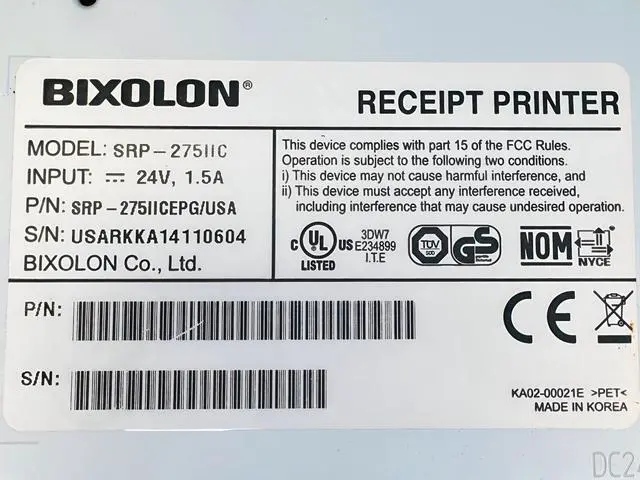 BIXOLON®
RECEIPT PRINTER
MODEL: SRP-275IIC
INPUT: ⎓ 24V, 1.5A
P/N: SRP-275IICEPG/USA
S/N: USARKKA14110604
BIXOLON Co., Ltd.
This device complies with part 15 of the FCC Rules.
Operation is subject to the following two conditions.
i) This device may not cause harmful interference, and
ii) This device must accept any interference received,
including interference that may cause undesired operation.
C UL US
LISTED
3DW7
E234899
I.T.E
TUV
GS
NOM
NYCE
P/N:
CE
S/N:
KA02-00021E >PET<
MADE IN KOREA